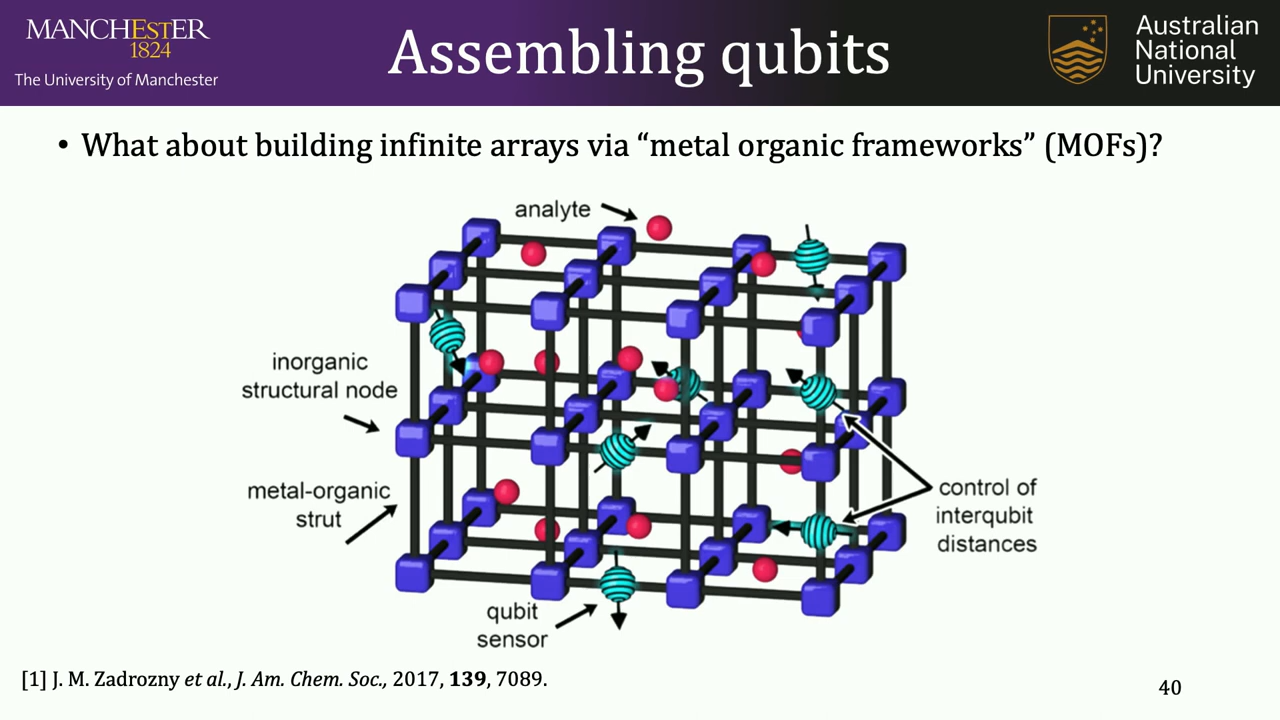 MANCHESTER
1824
The University of Manchester
Assembling qubits
Australian
National
University
• What about building infinite arrays via “metal organic frameworks” (MOFs)?
analyte
inorganic
structural node
metal-organic
strut
control of
interqubit
distances
qubit
sensor
[1] J. M. Zadrozny et al., J. Am. Chem. Soc., 2017, 139, 7089.
40